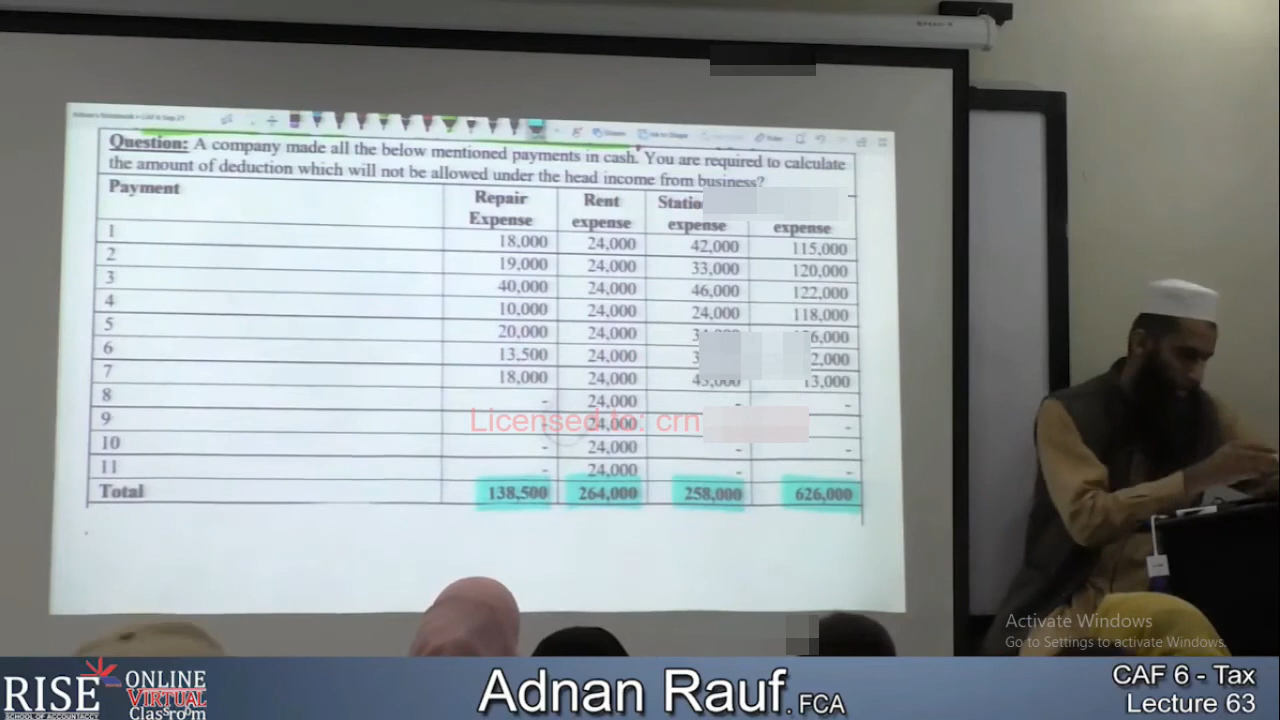 Question: A company made all the below mentioned payments in cash. You are required to calculate
the amount of deduction which will not be allowed under the head income from business?
Payment Repair Expense Rent expense expense expense
1 18,000 24,000 42,000 115,000
2 19,000 24,000 33,000 120,000
3 40,000 24,000 46,000 122,000
4 10,000 24,000 24,000 118,000
5 20,000 24,000
6 13,500 24,000
7 18,000 24,000
8 - 24,000 - -
9 - 24,000 - -
10 - 24,000 - -
11 - 24,000 - -
Total 138,500 264,000 258,000 626,000
Licensed to: crn
Activate Windows
Go to Settings to activate Windows.
RISE
SCHOOL OF ACCOUNTANCY
ONLINE
VIRTUAL
Classroom
Adnan Rauf. FCA
CAF 6 - Tax
Lecture 63